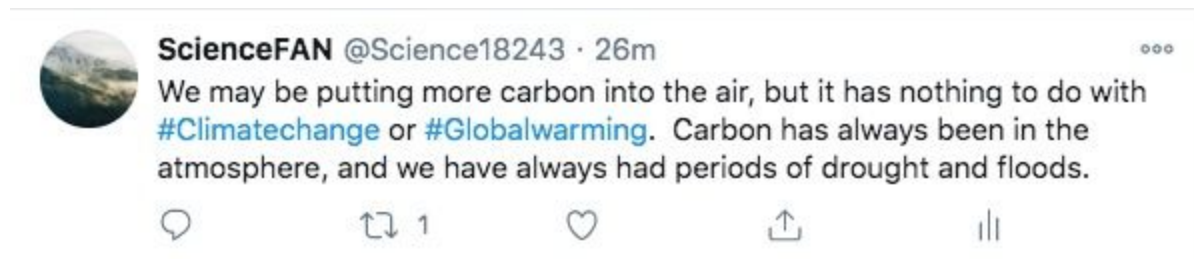 ScienceFAN @Science18243 · 26m
We may be putting more carbon into the air, but it has nothing to do with
#Climatechange or #Globalwarming.  Carbon has always been in the
atmosphere, and we have always had periods of drought and floods.
1